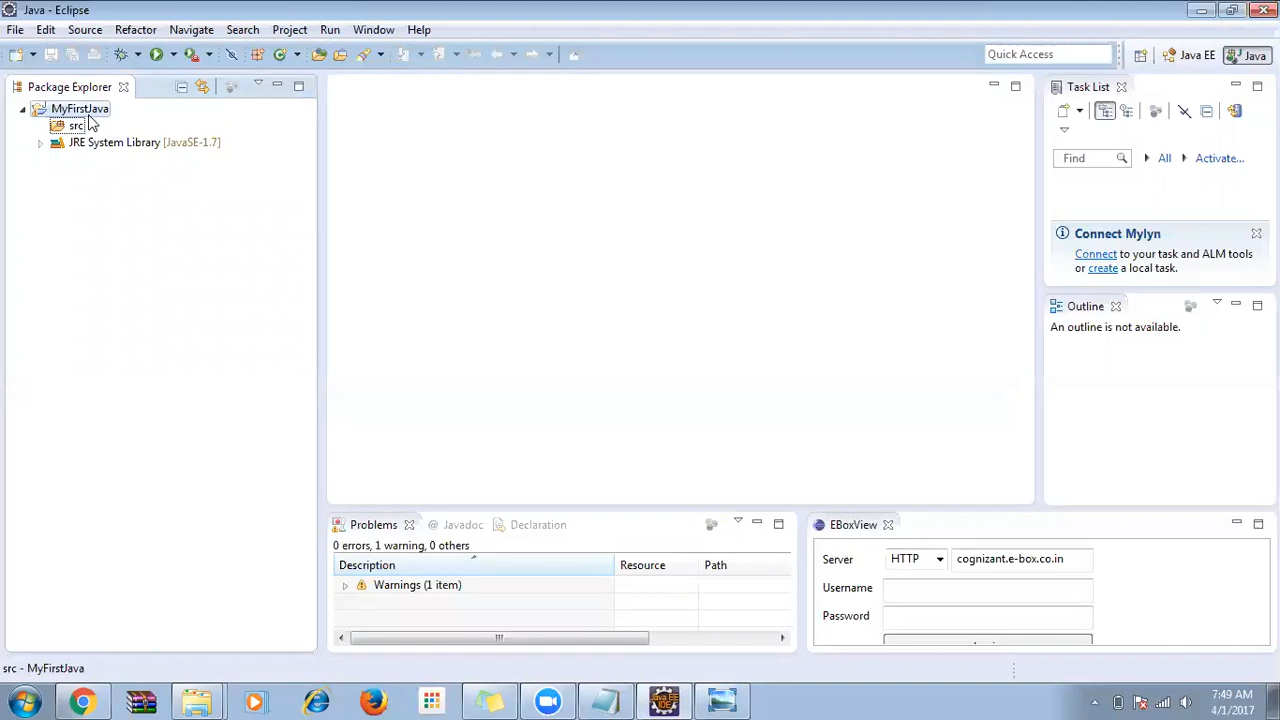 Java - Eclipse
File Edit Source Refactor Navigate Search Project Run Window Help
Quick Access
Java EE
Java
Package Explorer
MyFirstJava
src
JRE System Library [JavaSE-1.7]
Task List
Find
All
Activate...
Connect Mylyn
Connect to your task and ALM tools
or create a local task.
Outline
An outline is not available.
Problems
@ Javadoc
Declaration
0 errors, 1 warning, 0 others
Description Resource Path
Warnings (1 item)
EBoxView
Server HTTP cognizant.e-box.co.in
Username
Password
src - MyFirstJava
Java EE
IDE
7:49 AM
4/1/2017